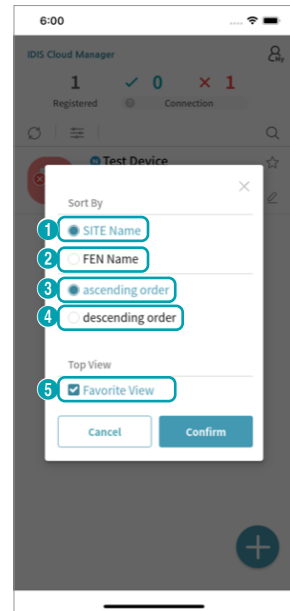 6:00
IDIS Cloud Manager
My
1 0 1
Registered Connection
Test Device
Sort By
1 SITE Name
2 FEN Name
3 ascending order
4 descending order
Top View
5 Favorite View
Cancel Confirm